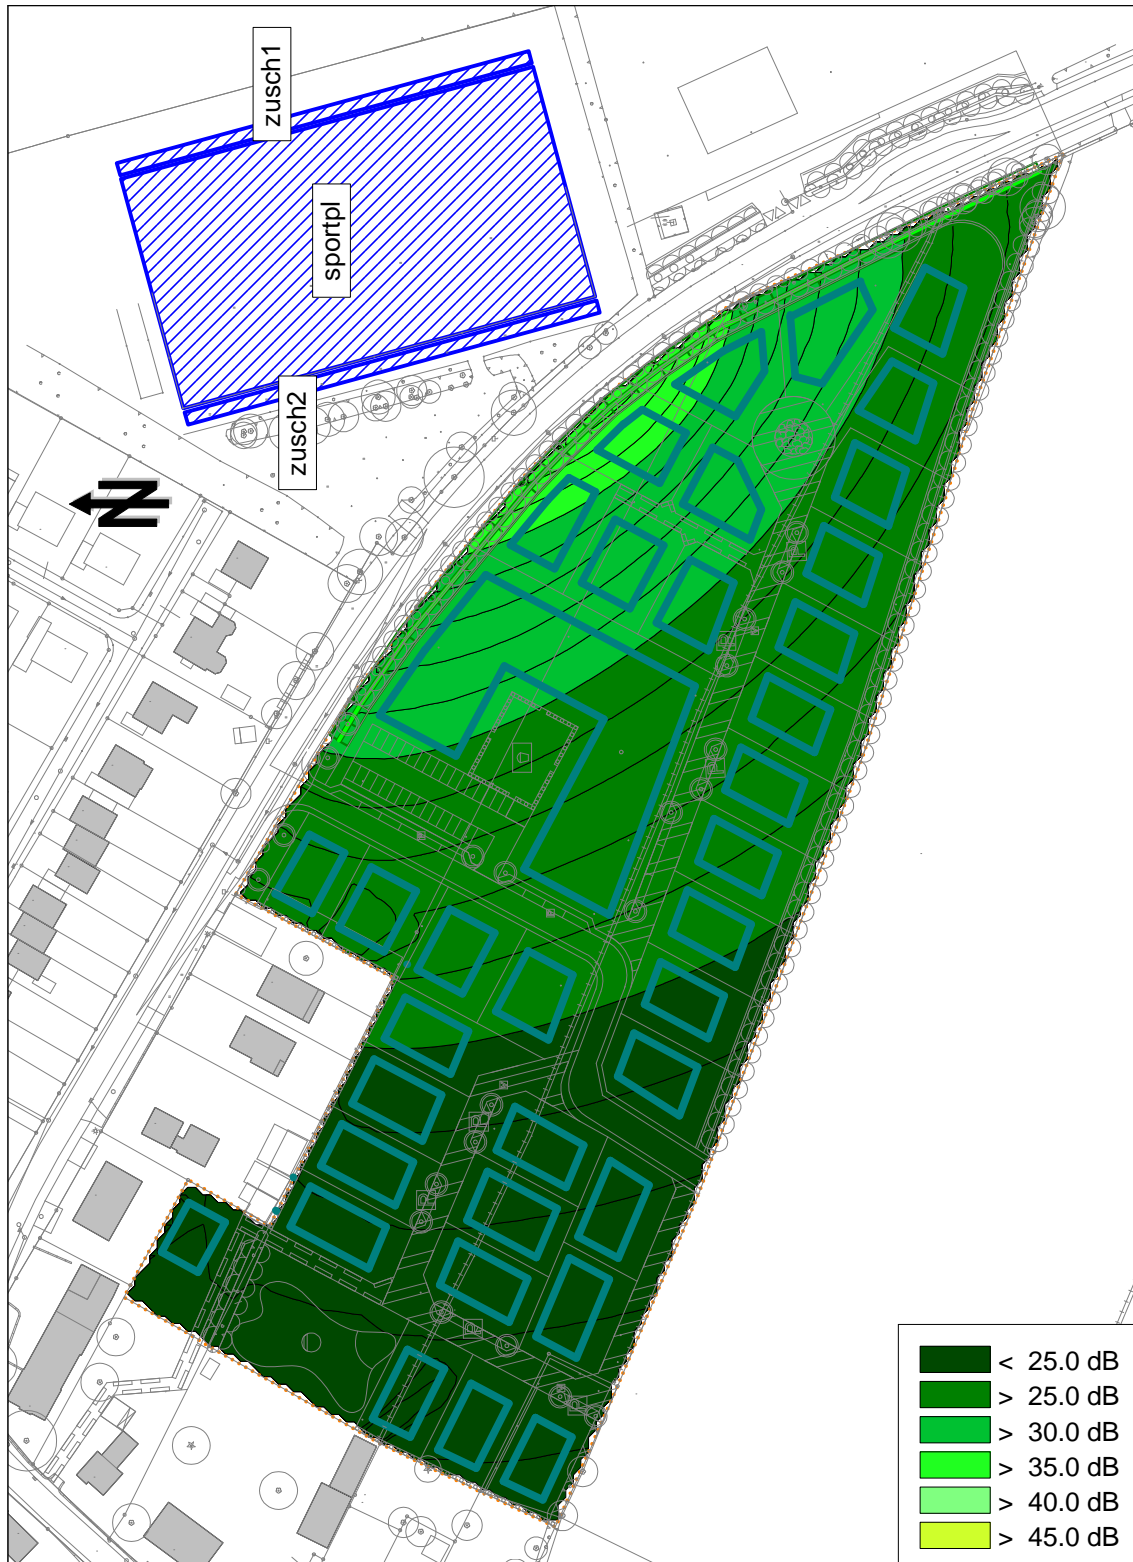 zusch1
sportpl
zusch2
N
< 25.0 dB
> 25.0 dB
> 30.0 dB
> 35.0 dB
> 40.0 dB
> 45.0 dB